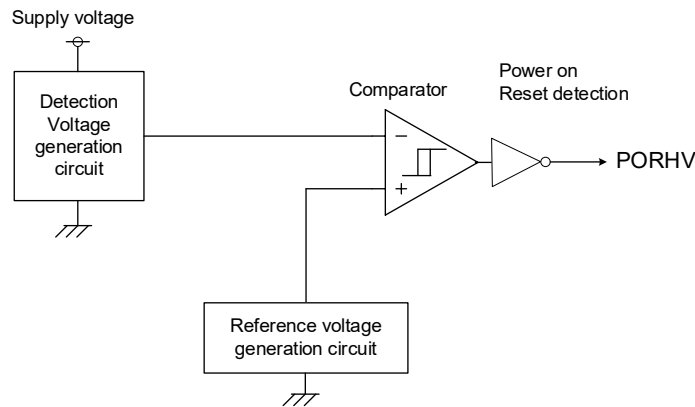 Supply voltage
Detection
Voltage
generation
circuit
Comparator
Power on
Reset detection
−
+
PORHV
Reference voltage
generation circuit